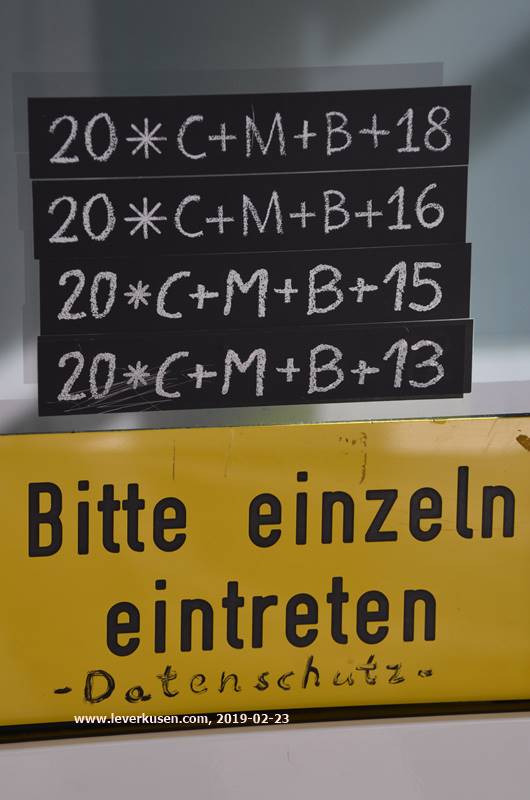 20*C+M+B+18
20*C+M+B+16
20*C+M+B+15
20*C+M+B+13
Bitte einzeln
eintreten
-Datenschutz-
www.leverkusen.com, 2019-02-23